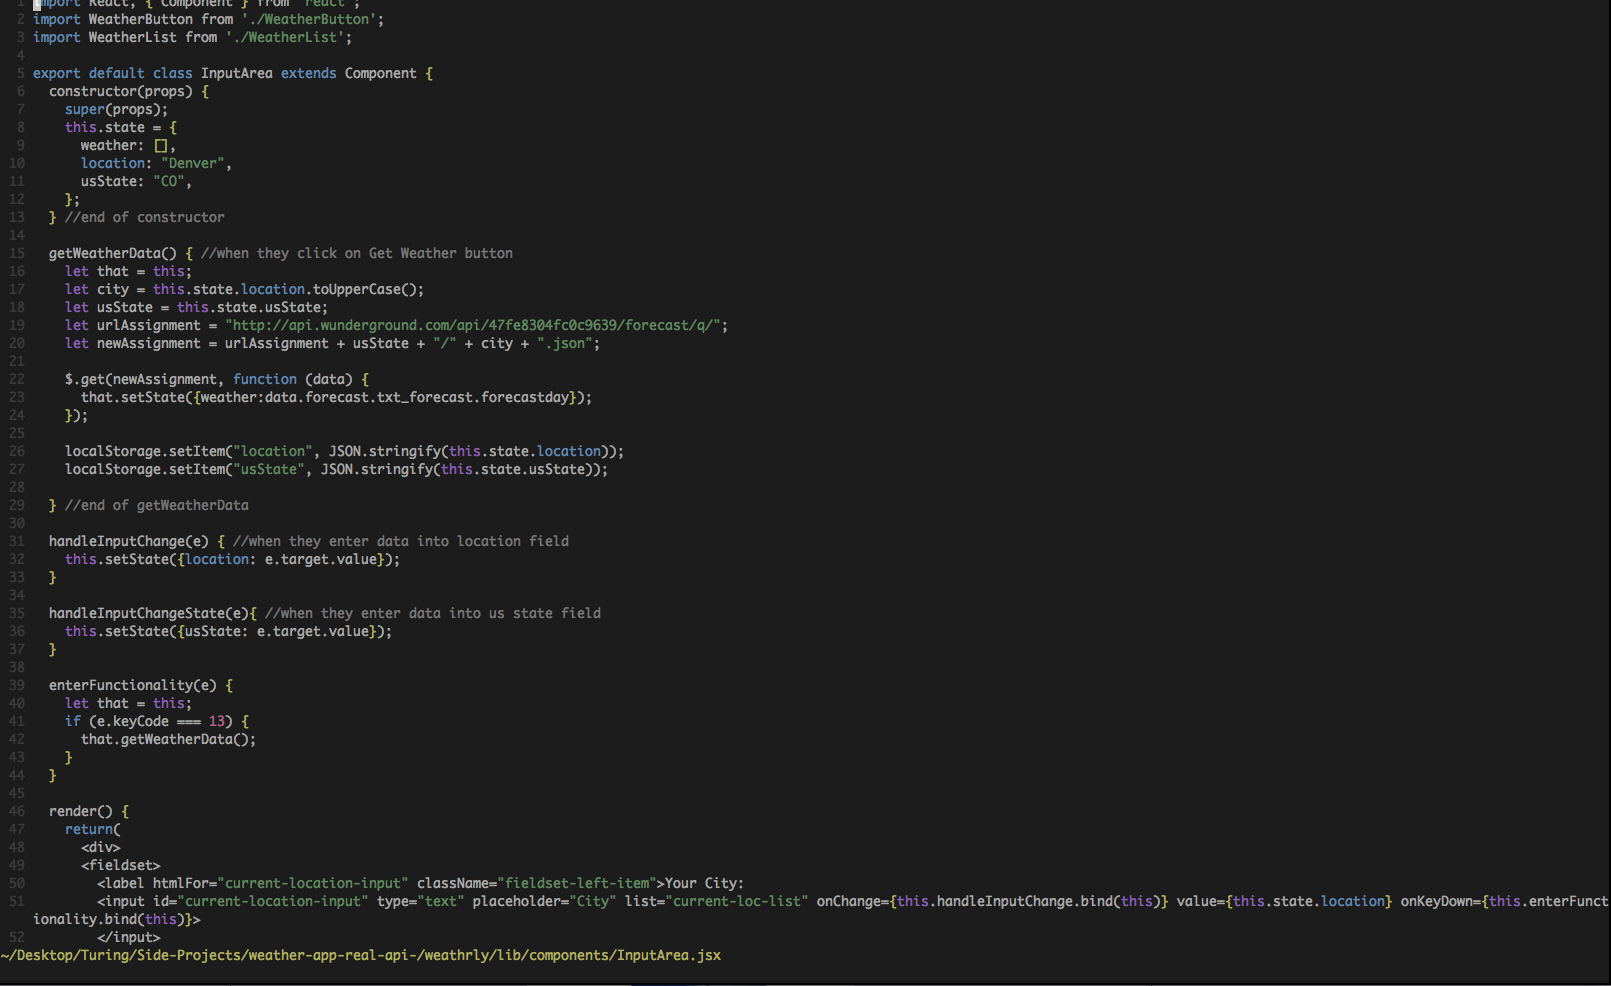 1 import React, { Component } from 'react';
2 import WeatherButton from './WeatherButton';
3 import WeatherList from './WeatherList';
4
5 export default class InputArea extends Component {
6   constructor(props) {
7     super(props);
8     this.state = {
9       weather: [],
10       location: "Denver",
11       usState: "CO",
12     };
13   } //end of constructor
14
15   getWeatherData() { //when they click on Get Weather button
16     let that = this;
17     let city = this.state.location.toUpperCase();
18     let usState = this.state.usState;
19     let urlAssignment = "http://api.wunderground.com/api/47fe8304fc0c9639/forecast/q/";
20     let newAssignment = urlAssignment + usState + "/" + city + ".json";
21
22     $.get(newAssignment, function (data) {
23       that.setState({weather:data.forecast.txt_forecast.forecastday});
24     });
25
26     localStorage.setItem("location", JSON.stringify(this.state.location));
27     localStorage.setItem("usState", JSON.stringify(this.state.usState));
28
29   } //end of getWeatherData
30
31   handleInputChange(e) { //when they enter data into location field
32     this.setState({location: e.target.value});
33   }
34
35   handleInputChangeState(e){ //when they enter data into us state field
36     this.setState({usState: e.target.value});
37   }
38
39   enterFunctionality(e) {
40     let that = this;
41     if (e.keyCode === 13) {
42       that.getWeatherData();
43     }
44   }
45
46   render() {
47     return(
48       <div>
49       <fieldset>
50         <label htmlFor="current-location-input" className="fieldset-left-item">Your City:
51         <input id="current-location-input" type="text" placeholder="City" list="current-loc-list" onChange={this.handleInputChange.bind(this)} value={this.state.location} onKeyDown={this.enterFunct
ionality.bind(this)}>
52         </input>
~/Desktop/Turing/Side-Projects/weather-app-real-api-/weathrly/lib/components/InputArea.jsx